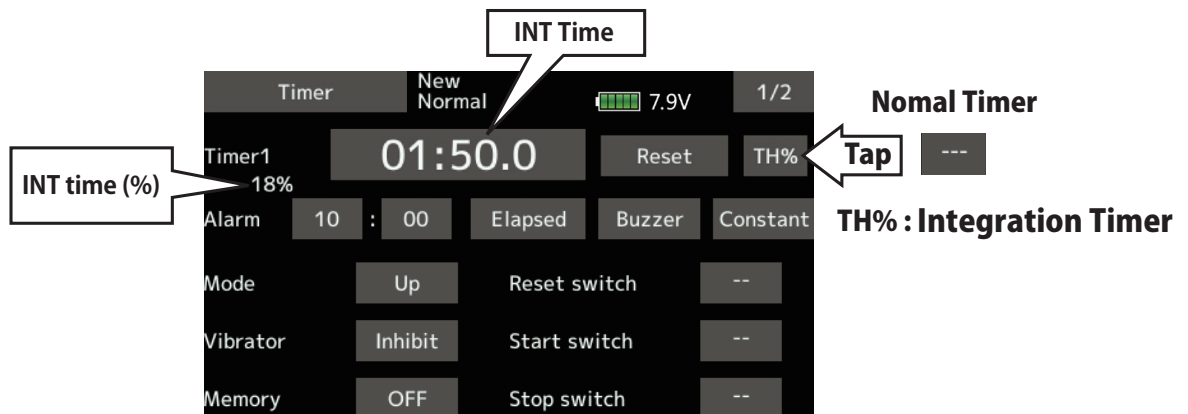 INT Time
Timer New Normal 7.9V 1/2
Nomal Timer
Timer1 01:50.0 Reset TH% Tap ---
INT time (%) 18%
Alarm 10 : 00 Elapsed Buzzer Constant
TH% : Integration Timer
Mode Up Reset switch --
Vibrator Inhibit Start switch --
Memory OFF Stop switch --